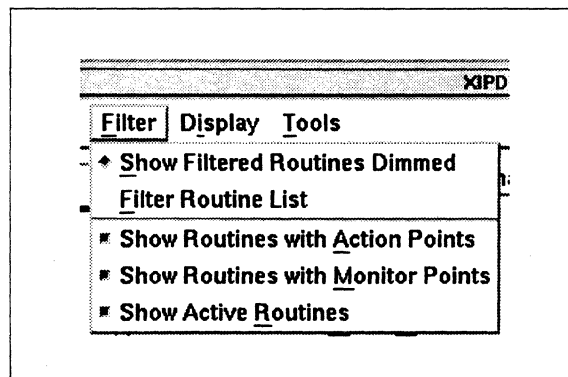 XIPD
Filter Display Tools
Show Filtered Routines Dimmed
Filter Routine List
Show Routines with Action Points
Show Routines with Monitor Points
Show Active Routines